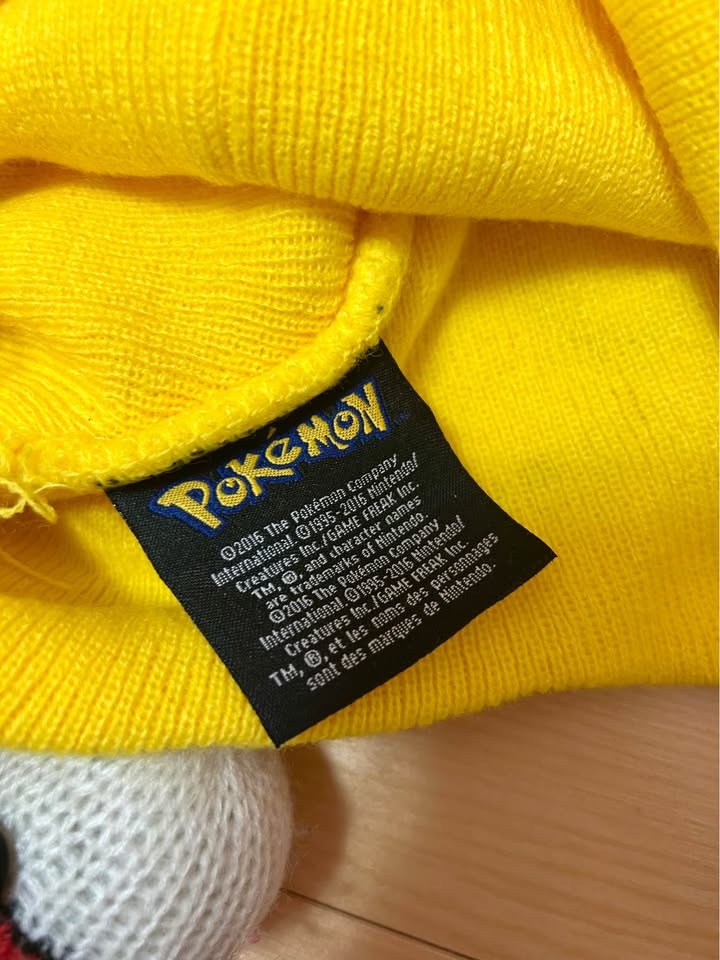 POKéMON
©2016 The Pokémon Company
International ©1995-2016 Nintendo/
Creatures Inc./GAME FREAK Inc.
TM, ®, and character names
are trademarks of Nintendo.
©2016 The Pokémon Company
International ©1995-2016 Nintendo/
Creatures Inc./GAME FREAK Inc.
TM, ®, et les noms des personnages
sont des marques de Nintendo.